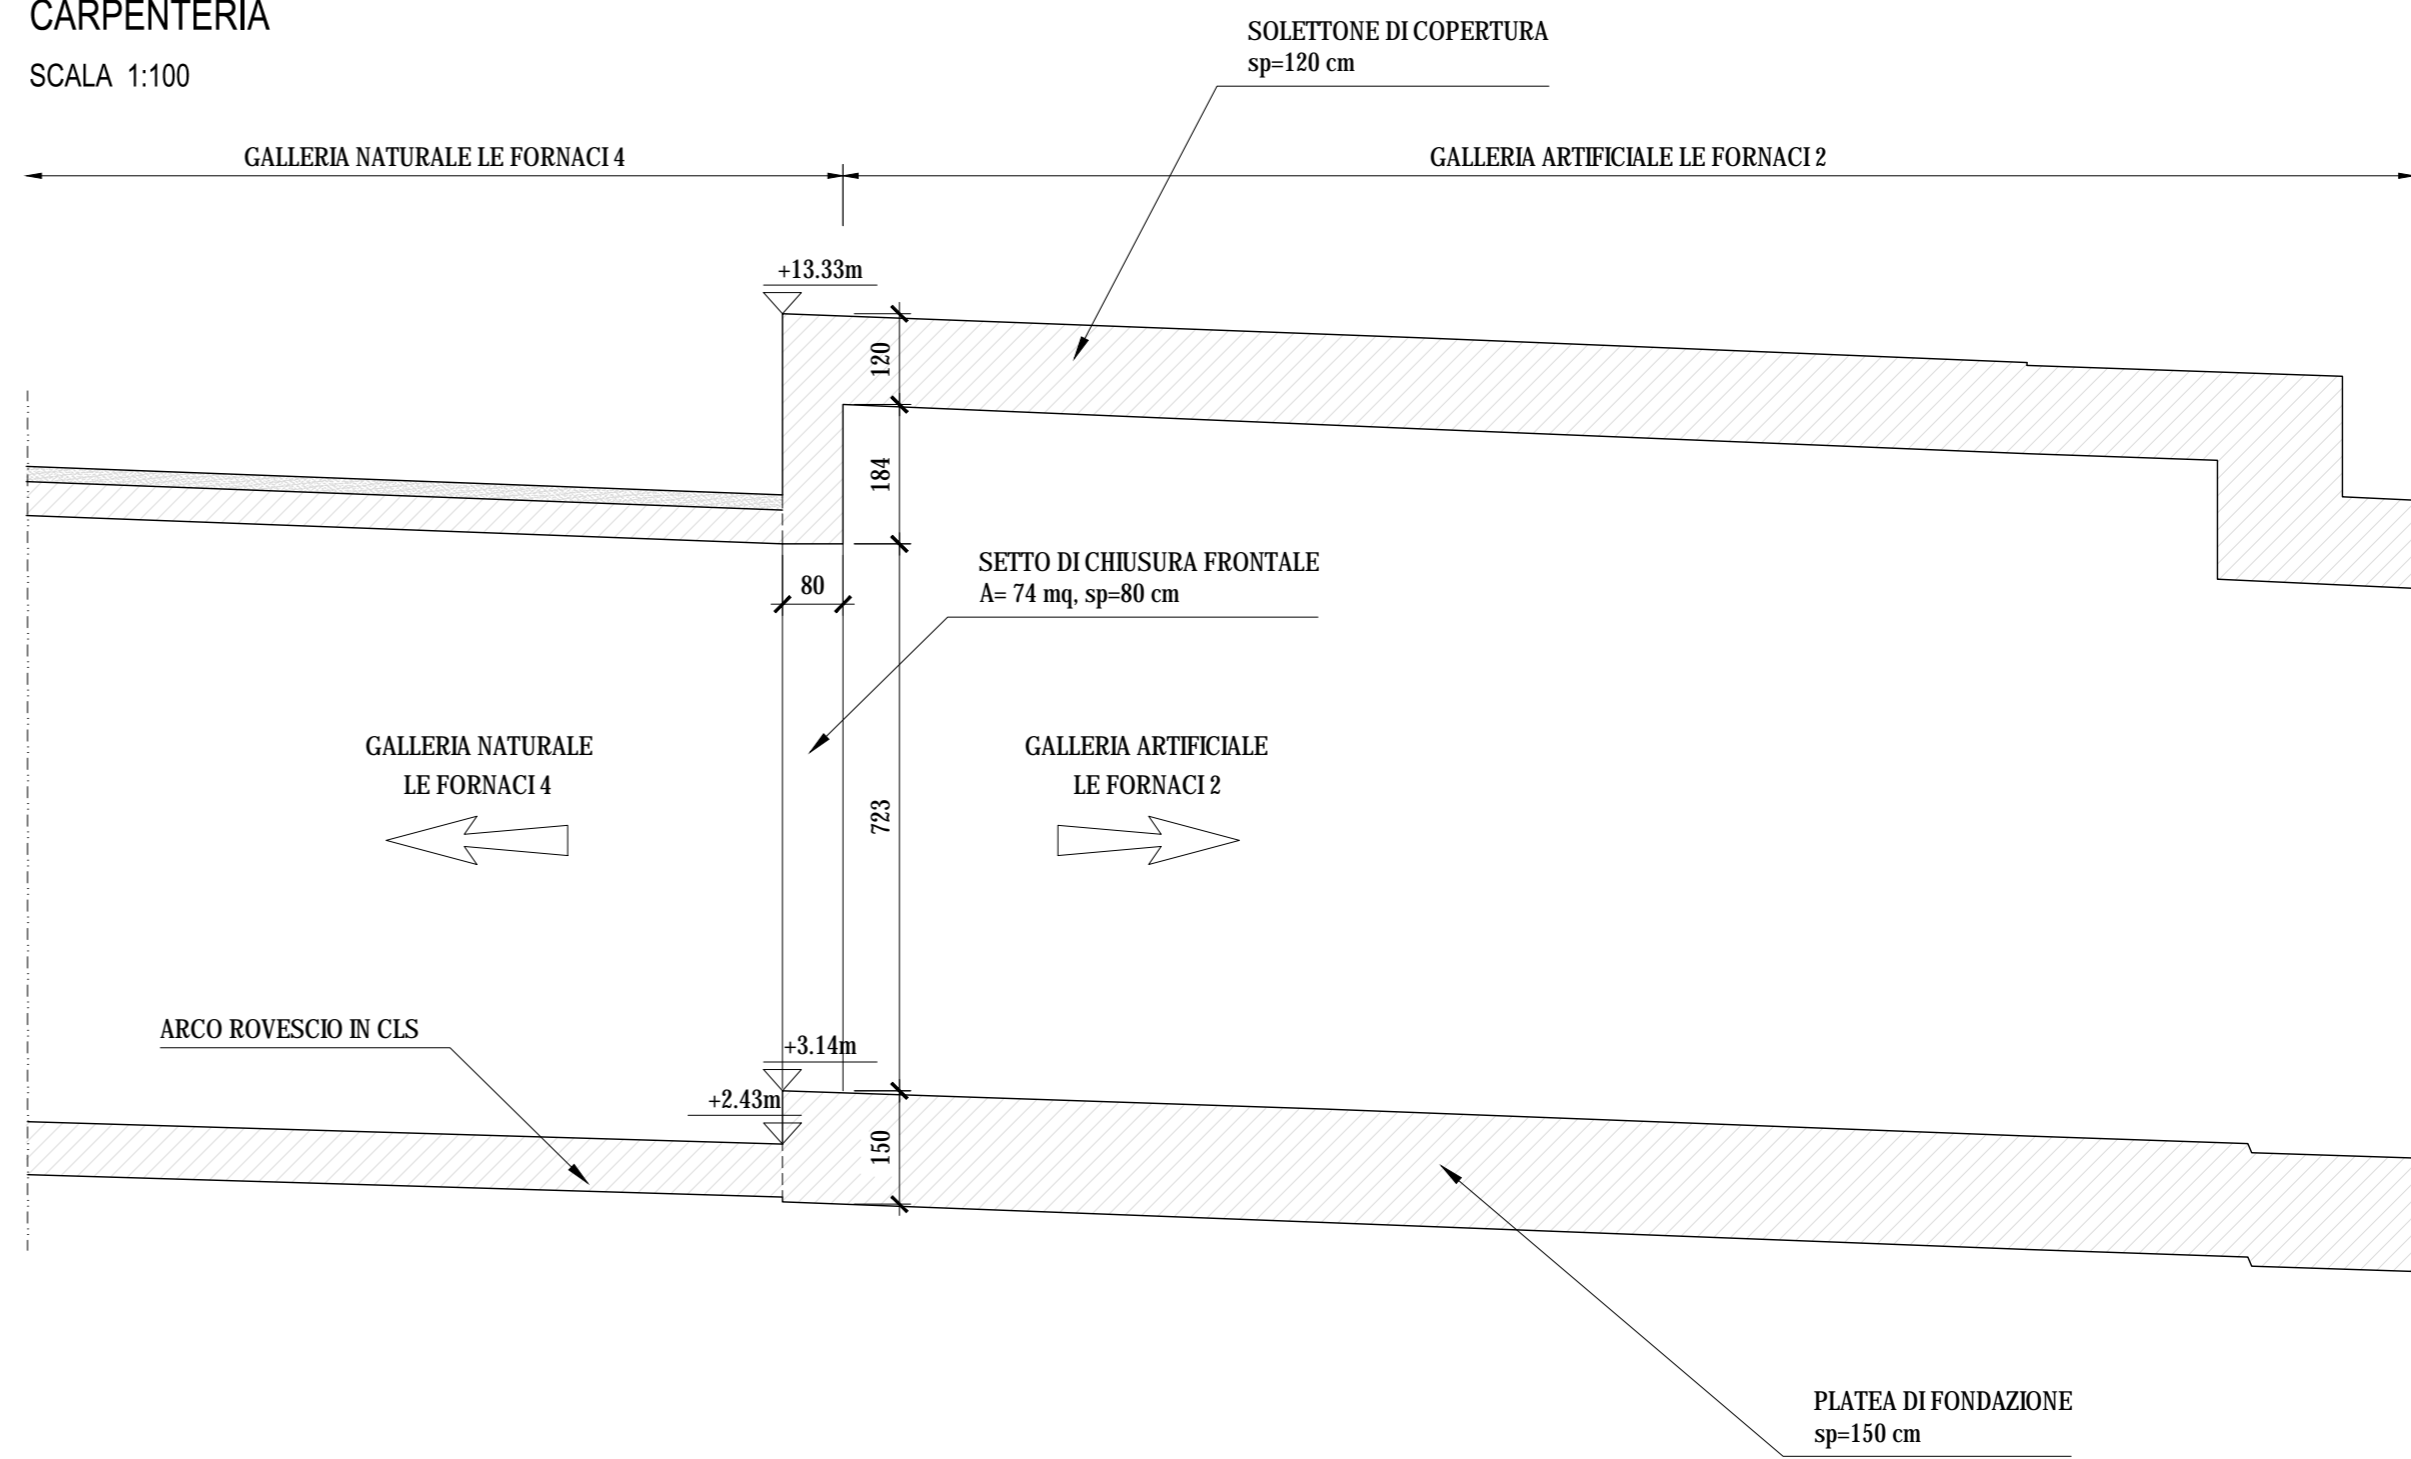 CARPENTERIA
SCALA 1:100
SOLETTONE DI COPERTURA
sp=120 cm
GALLERIA NATURALE LE FORNACI 4
GALLERIA ARTIFICIALE LE FORNACI 2
+13.33m
120
184
SETTO DI CHIUSURA FRONTALE
A= 74 mq, sp=80 cm
80
GALLERIA NATURALE
LE FORNACI 4
GALLERIA ARTIFICIALE
LE FORNACI 2
723
ARCO ROVESCIO IN CLS
+3.14m
+2.43m
150
PLATEA DI FONDAZIONE
sp=150 cm